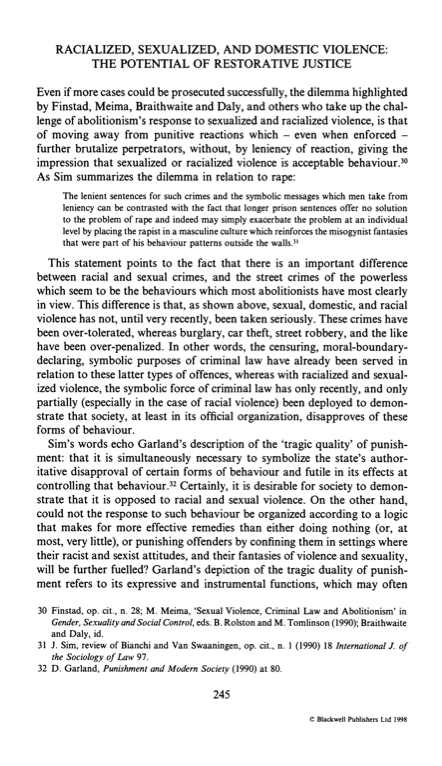 RACIALIZED, SEXUALIZED, AND DOMESTIC VIOLENCE:
THE POTENTIAL OF RESTORATIVE JUSTICE
Even if more cases could be prosecuted successfully, the dilemma highlighted
by Finstad, Meima, Braithwaite and Daly, and others who take up the chal-
lenge of abolitionism's response to sexualized and racialized violence, is that
of moving away from punitive reactions which – even when enforced –
further brutalize perpetrators, without, by leniency of reaction, giving the
impression that sexualized or racialized violence is acceptable behaviour.30
As Sim summarizes the dilemma in relation to rape:
The lenient sentences for such crimes and the symbolic messages which men take from
leniency can be contrasted with the fact that longer prison sentences offer no solution
to the problem of rape and indeed may simply exacerbate the problem at an individual
level by placing the rapist in a masculine culture which reinforces the misogynist fantasies
that were part of his behaviour patterns outside the walls.31
This statement points to the fact that there is an important difference
between racial and sexual crimes, and the street crimes of the powerless
which seem to be the behaviours which most abolitionists have most clearly
in view. This difference is that, as shown above, sexual, domestic, and racial
violence has not, until very recently, been taken seriously. These crimes have
been over-tolerated, whereas burglary, car theft, street robbery, and the like
have been over-penalized. In other words, the censuring, moral-boundary-
declaring, symbolic purposes of criminal law have already been served in
relation to these latter types of offences, whereas with racialized and sexual-
ized violence, the symbolic force of criminal law has only recently, and only
partially (especially in the case of racial violence) been deployed to demon-
strate that society, at least in its official organization, disapproves of these
forms of behaviour.
Sim's words echo Garland's description of the 'tragic quality' of punish-
ment: that it is simultaneously necessary to symbolize the state's author-
itative disapproval of certain forms of behaviour and futile in its effects at
controlling that behaviour.32 Certainly, it is desirable for society to demon-
strate that it is opposed to racial and sexual violence. On the other hand,
could not the response to such behaviour be organized according to a logic
that makes for more effective remedies than either doing nothing (or, at
most, very little), or punishing offenders by confining them in settings where
their racist and sexist attitudes, and their fantasies of violence and sexuality,
will be further fuelled? Garland's depiction of the tragic duality of punish-
ment refers to its expressive and instrumental functions, which may often
30 Finstad, op. cit., n. 28; M. Meima, 'Sexual Violence, Criminal Law and Abolitionism' in
Gender, Sexuality and Social Control, eds. B. Rolston and M. Tomlinson (1990); Braithwaite
and Daly, id.
31 J. Sim, review of Bianchi and Van Swaaningen, op. cit., n. 1 (1990) 18 International J. of
the Sociology of Law 97.
32 D. Garland, Punishment and Modern Society (1990) at 80.
245
© Blackwell Publishers Ltd 1998